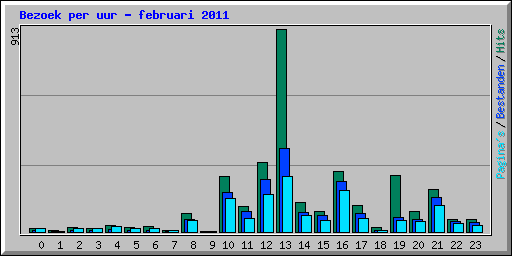 Bezoek per uur - februari 2011
913
Pagina's / Bestanden / Hits
0 1 2 3 4 5 6 7 8 9 10 11 12 13 14 15 16 17 18 19 20 21 22 23